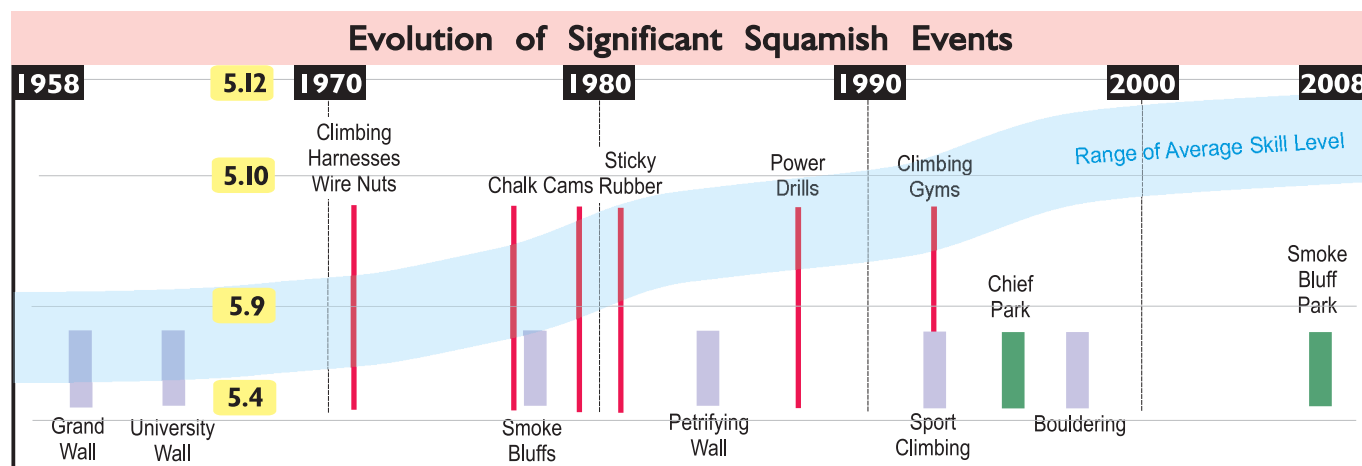 Evolution of Significant Squamish Events
1958
5.12
1970
1980
1990
2000
2008
Climbing
Harnesses
Wire Nuts
Chalk Cams
Sticky
Rubber
Power
Drills
Climbing
Gyms
Range of Average Skill Level
5.10
5.9
5.4
Chief
Park
Smoke
Bluff
Park
Grand
Wall
University
Wall
Smoke
Bluffs
Petrifying
Wall
Sport
Climbing
Bouldering